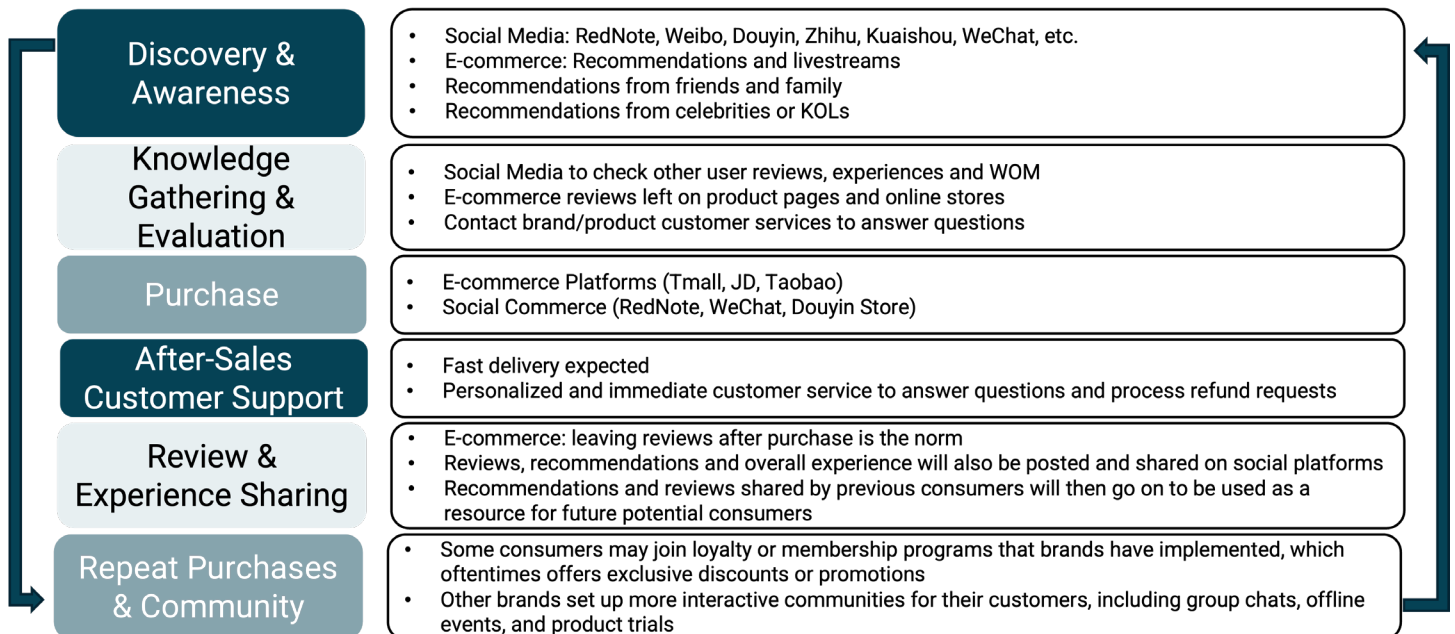 Discovery &
Awareness
• Social Media: RedNote, Weibo, Douyin, Zhihu, Kuaishou, WeChat, etc.
• E-commerce: Recommendations and livestreams
• Recommendations from friends and family
• Recommendations from celebrities or KOLs
Knowledge
Gathering &
Evaluation
• Social Media to check other user reviews, experiences and WOM
• E-commerce reviews left on product pages and online stores
• Contact brand/product customer services to answer questions
Purchase
• E-commerce Platforms (Tmall, JD, Taobao)
• Social Commerce (RedNote, WeChat, Douyin Store)
After-Sales
Customer Support
• Fast delivery expected
• Personalized and immediate customer service to answer questions and process refund requests
Review &
Experience Sharing
• E-commerce: leaving reviews after purchase is the norm
• Reviews, recommendations and overall experience will also be posted and shared on social platforms
• Recommendations and reviews shared by previous consumers will then go on to be used as a
resource for future potential consumers
Repeat Purchases
& Community
• Some consumers may join loyalty or membership programs that brands have implemented, which
oftentimes offers exclusive discounts or promotions
• Other brands set up more interactive communities for their customers, including group chats, offline
events, and product trials